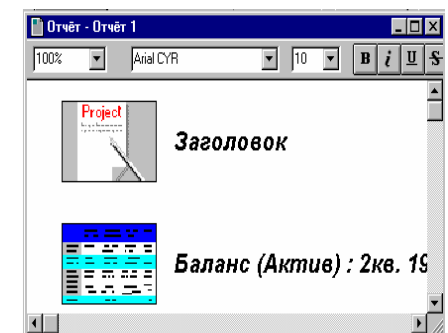 Отчёт - Отчёт 1
100% Arial CYR 10 B i U S
Project
Заголовок
Баланс (Актив) : 2кв. 19